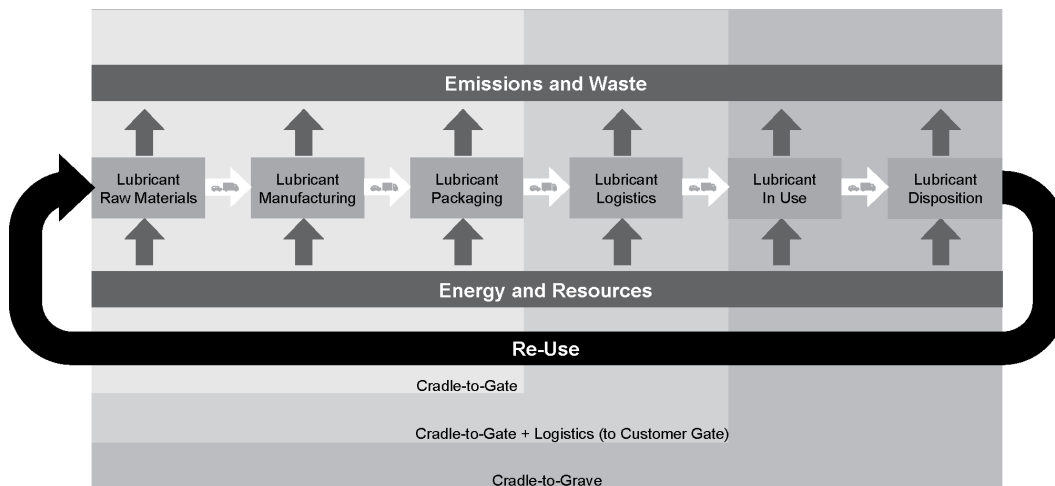 Emissions and Waste
Lubricant
Raw Materials
Lubricant
Manufacturing
Lubricant
Packaging
Lubricant
Logistics
Lubricant
In Use
Lubricant
Disposition
Energy and Resources
Re-Use
Cradle-to-Gate
Cradle-to-Gate + Logistics (to Customer Gate)
Cradle-to-Grave